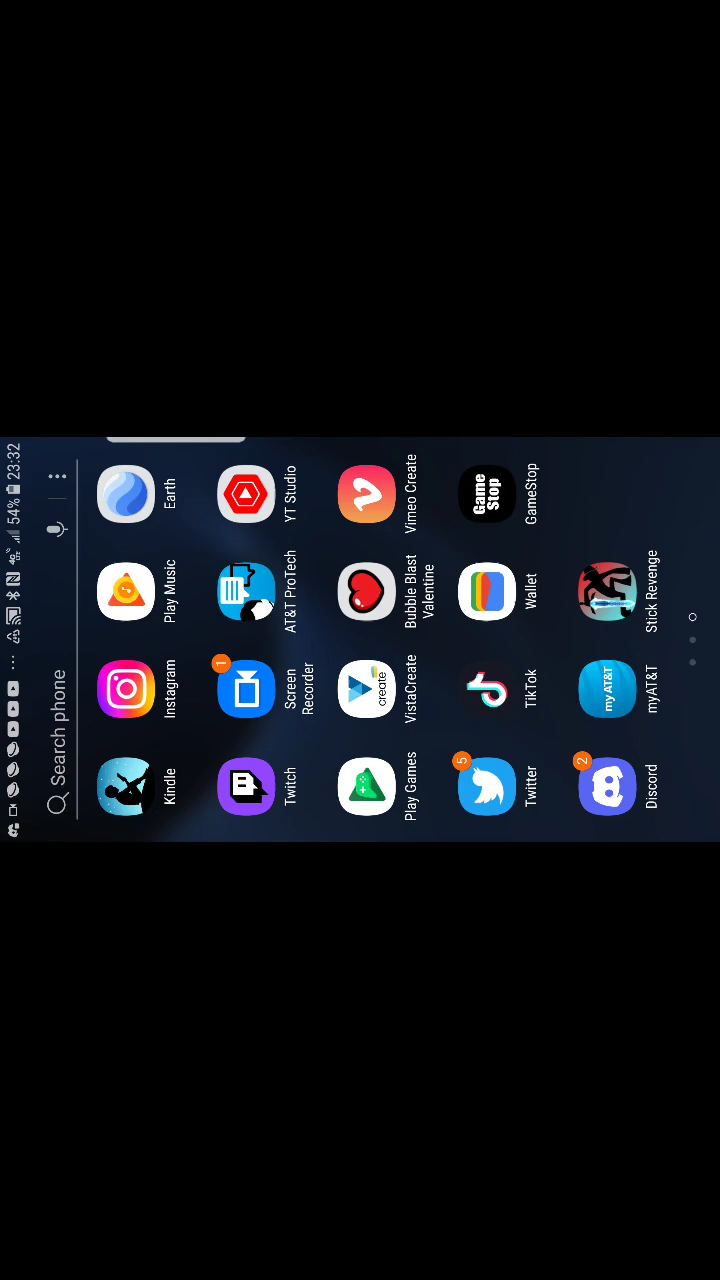 54% 23:32
Search phone
Kindle
Instagram
Play Music
Earth
1
Twitch
Screen
Recorder
AT&T ProTech
YT Studio
create
Play Games
VistaCreate
Bubble Blast
Valentine
Vimeo Create
5
Game
Stop
Twitter
TikTok
Wallet
GameStop
2
my AT&T
Discord
myAT&T
Stick Revenge